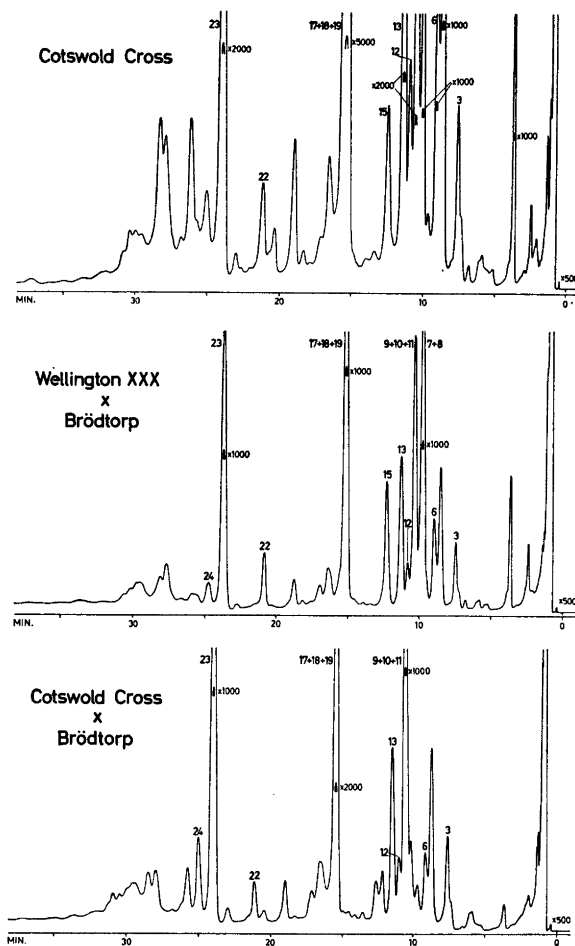 23
17+18+19
13
6
x1000
Cotswold Cross
x2000
x5000
12
x2000
x1000
15
3
x1000
22
x500
MIN.
30
20
10
0
23
17+18+19
9+10+11
7+8
Wellington XXX
x
Brödtorp
x1000
x1000
x1000
13
15
12
6
3
22
24
x500
MIN.
30
20
10
0
23
17+18+19
9+10+11
x1000
Cotswold Cross
x
Brödtorp
x1000
13
x2000
24
12
6
3
22
x500
MIN.
30
20
10
0